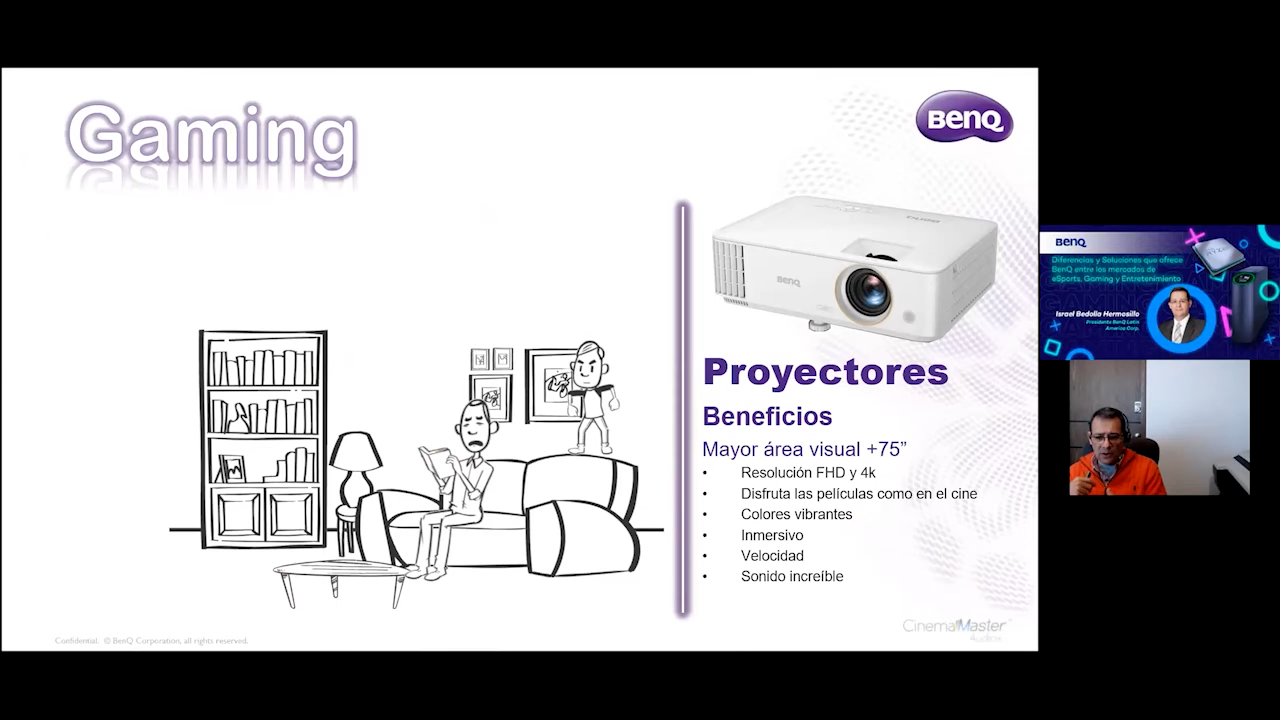 Gaming
BenQ
BenQ
Proyectores
Beneficios
Mayor área visual +75”
• Resolución FHD y 4k
• Disfruta las películas como en el cine
• Colores vibrantes
• Inmersivo
• Velocidad
• Sonido increíble
Confidential. © BenQ Corporation, all rights reserved.
CinemaMaster
BenQ
Diferencias y Soluciones que ofrece
BenQ entre los mercados de
eSports, Gaming y Entretenimiento
Israel Bedolla Hermosillo
Presidente BenQ Latin
America Corp.